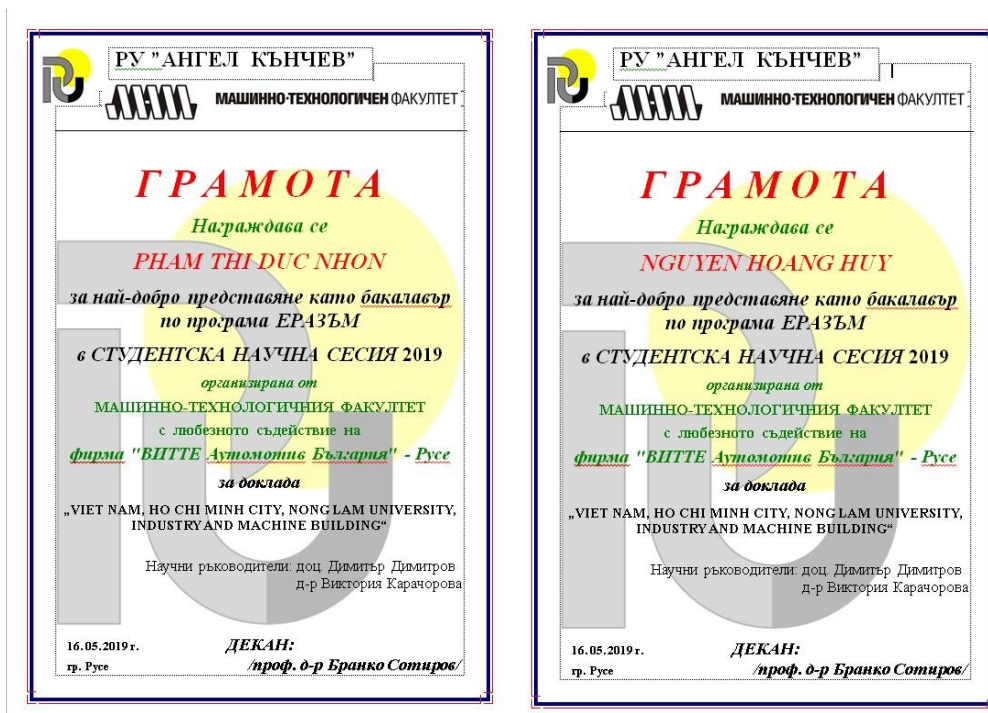 РУ "АНГЕЛ КЪНЧЕВ"
МАШИННО-ТЕХНОЛОГИЧЕН ФАКУЛТЕТ
ГРАМОТА
Награждава се
PHAM THI DUC NHON
за най-добро представяне като бакалавър
по програма ЕРАЗЪМ
в СТУДЕНТСКА НАУЧНА СЕСИЯ 2019
организирана от
МАШИННО-ТЕХНОЛОГИЧНИЯ ФАКУЛТЕТ
с любезното съдействие на
фирма "ВИТТЕ Аутомотив България" - Русе
за доклада
„VIET NAM, HO CHI MINH CITY, NONG LAM UNIVERSITY,
INDUSTRY AND MACHINE BUILDING“
Научни ръководители: доц. Димитър Димитров
д-р Виктория Карачорова
16.05.2019 г.
ДЕКАН:
гр. Русе
/проф. д-р Бранко Сотиров/
РУ "АНГЕЛ КЪНЧЕВ"
МАШИННО-ТЕХНОЛОГИЧЕН ФАКУЛТЕТ
ГРАМОТА
Награждава се
NGUYEN HOANG HUY
за най-добро представяне като бакалавър
по програма ЕРАЗЪМ
в СТУДЕНТСКА НАУЧНА СЕСИЯ 2019
организирана от
МАШИННО-ТЕХНОЛОГИЧНИЯ ФАКУЛТЕТ
с любезното съдействие на
фирма "ВИТТЕ Аутомотив България" - Русе
за доклада
„VIET NAM, HO CHI MINH CITY, NONG LAM UNIVERSITY,
INDUSTRY AND MACHINE BUILDING“
Научни ръководители: доц. Димитър Димитров
д-р Виктория Карачорова
16.05.2019 г.
ДЕКАН:
гр. Русе
/проф. д-р Бранко Сотиров/